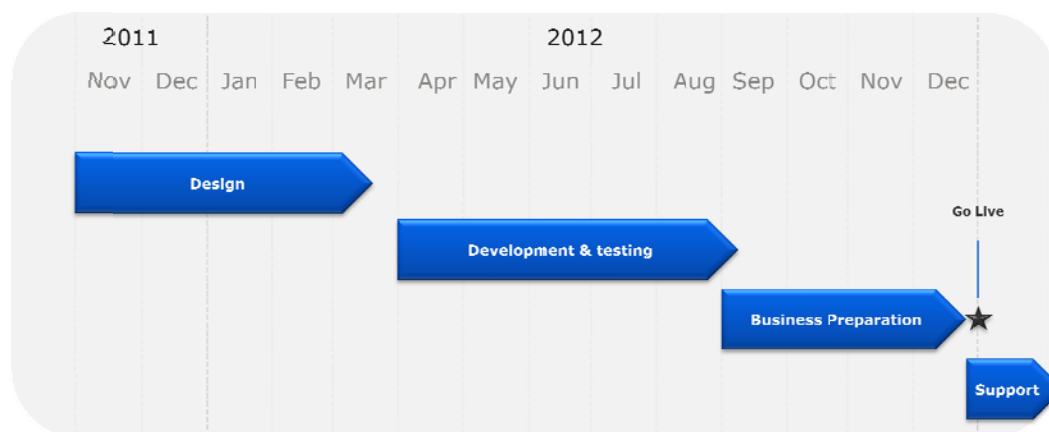 2011 2012
Nov Dec Jan Feb Mar Apr May Jun Jul Aug Sep Oct Nov Dec
Design
Go Live
Development & testing
Business Preparation
Support